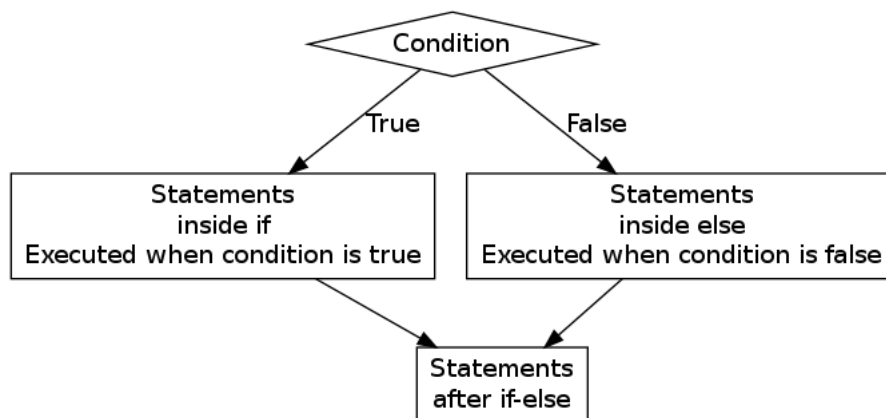 Condition
True
False
Statements
inside if
Executed when condition is true
Statements
inside else
Executed when condition is false
Statements
after if-else